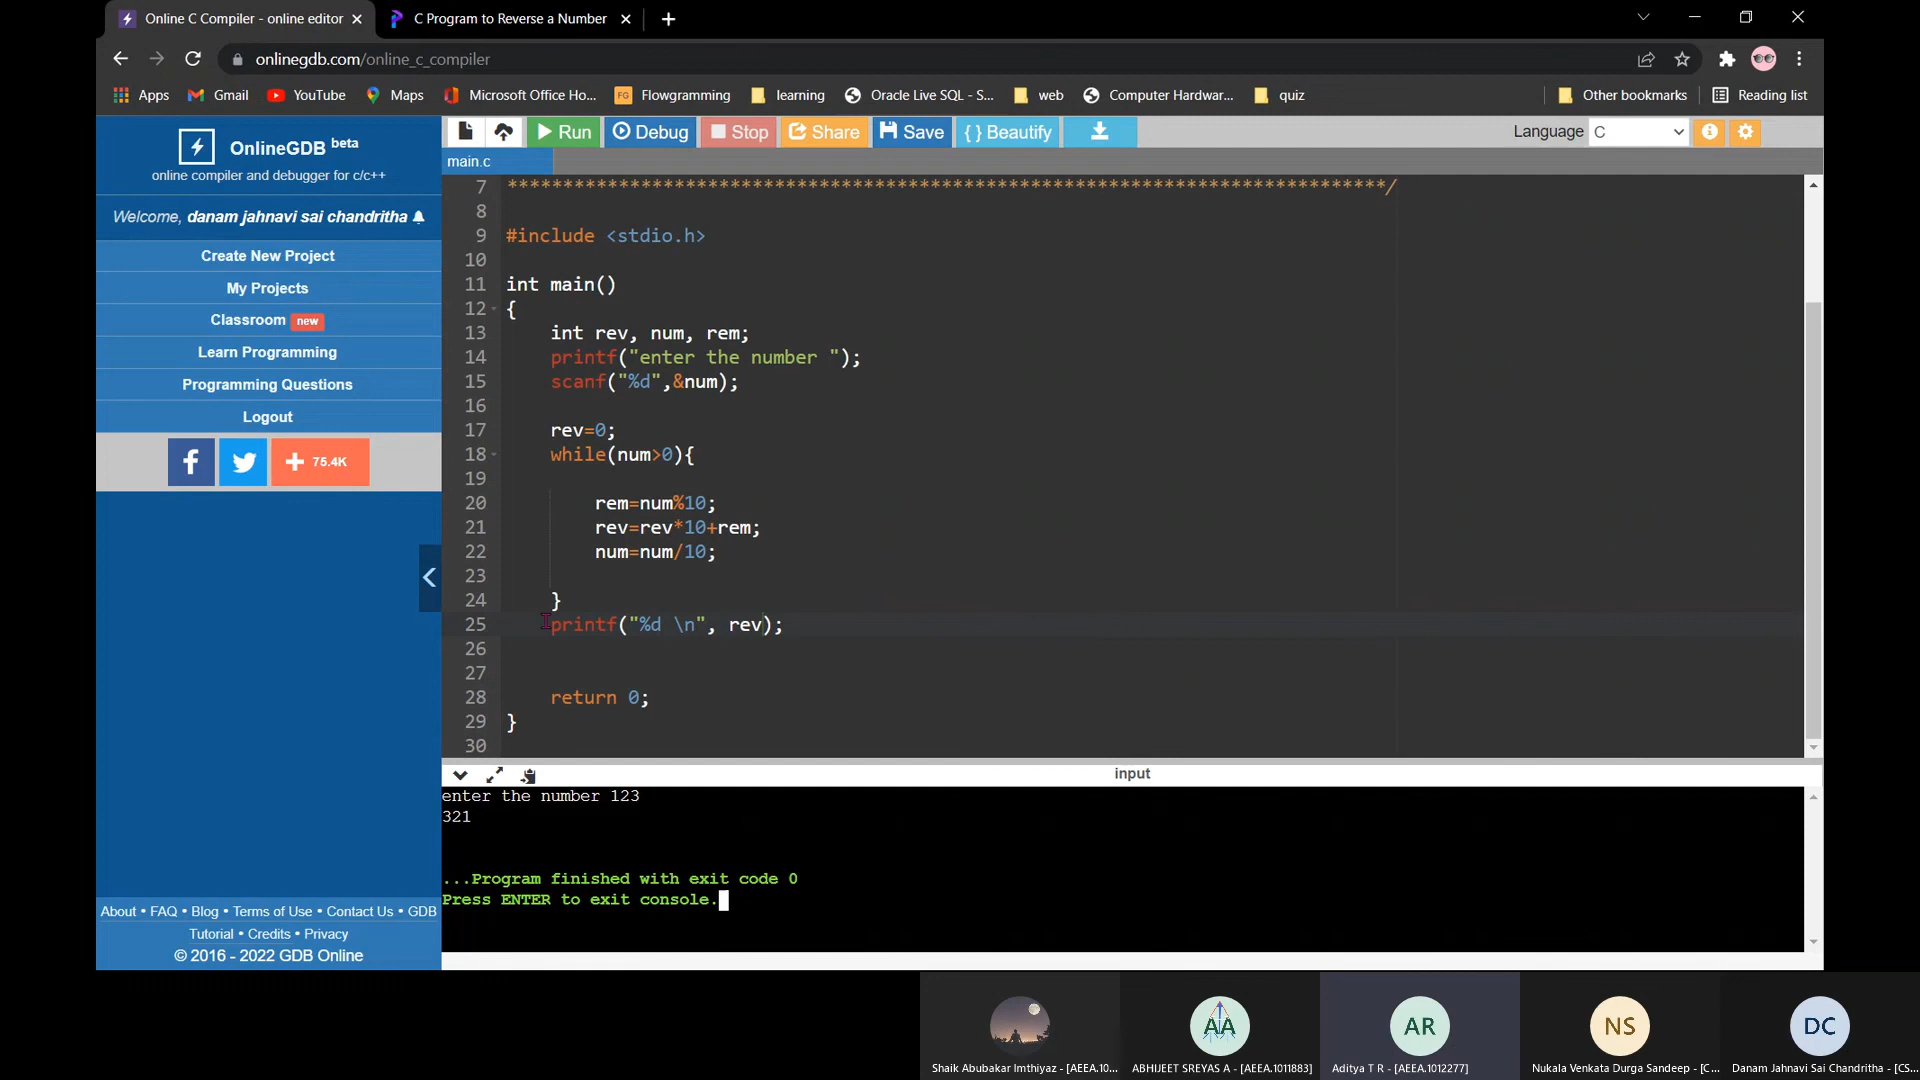 Online C Compiler - online editor
C Program to Reverse a Number
onlinegdb.com/online_c_compiler
Apps Gmail YouTube Maps Microsoft Office Ho... FG Flowgramming learning Oracle Live SQL - S... web Computer Hardwar... quiz Other bookmarks Reading list
OnlineGDB beta
online compiler and debugger for c/c++
Welcome, danam jahnavi sai chandritha
Create New Project
My Projects
Classroom new
Learn Programming
Programming Questions
Logout
75.4K
About • FAQ • Blog • Terms of Use • Contact Us • GDB
Tutorial • Credits • Privacy
© 2016 - 2022 GDB Online
Run Debug Stop Share Save {} Beautify Language C
main.c
7 *******************************************************************************/
8
9 #include <stdio.h>
10
11 int main()
12 {
13 int rev, num, rem;
14 printf("enter the number ");
15 scanf("%d",&num);
16
17 rev=0;
18 while(num>0){
19
20 rem=num%10;
21 rev=rev*10+rem;
22 num=num/10;
23
24 }
25 printf("%d \n", rev);
26
27
28 return 0;
29 }
30
input
enter the number 123
321
...Program finished with exit code 0
Press ENTER to exit console.
AA AR NS DC
Shaik Abubakar Imthiyaz - [AEEA.10... ABHIJEET SREYAS A - [AEEA.1011883] Aditya T R - [AEEA.1012277] Nukala Venkata Durga Sandeep - [C... Danam Jahnavi Sai Chandritha - [CS...